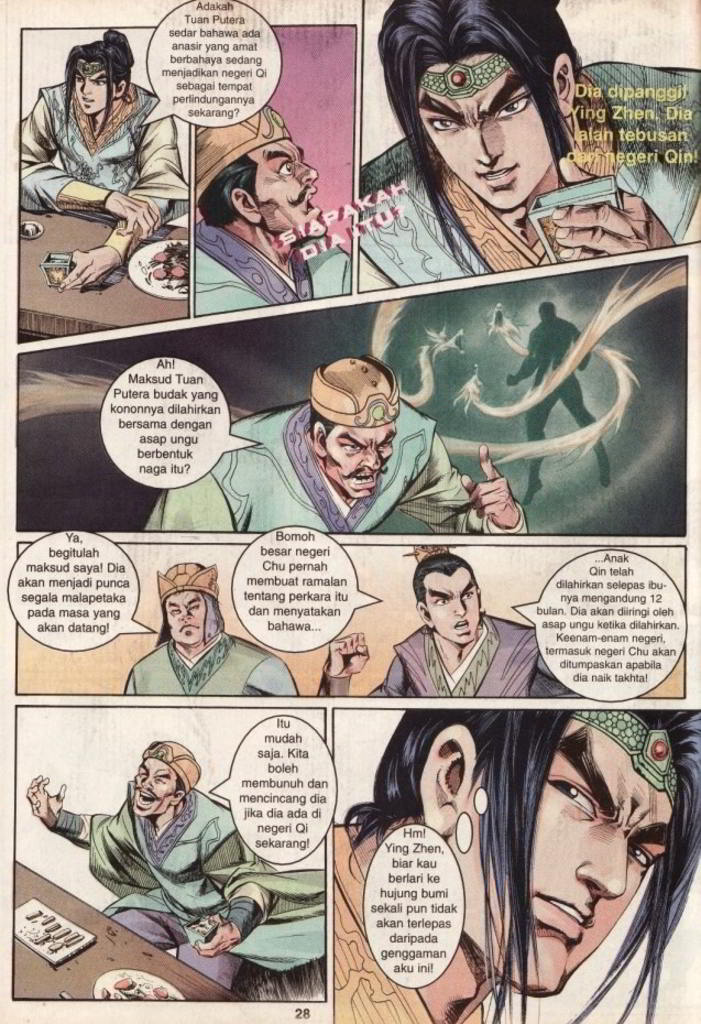 Adakah
Tuan Putera
sedar bahawa ada
anasir yang amat
berbahaya sedang
menjadikan negeri Qi
sebagai tempat
perlindungannya
sekarang?
SIAPAKAH
DIA ITU?
Dia dipanggil
Ying Zhen. Dia
ialah tebusan
dari negeri Qin!
Ah!
Maksud Tuan
Putera budak yang
kononnya dilahirkan
bersama dengan
asap ungu
berbentuk
naga itu?
Ya,
begitulah
maksud saya! Dia
akan menjadi punca
segala malapetaka
pada masa yang
akan datang!
Bomoh
besar negeri
Chu pernah
membuat ramalan
tentang perkara itu
dan menyatakan
bahawa...
...Anak
Qin telah
dilahirkan selepas ibu-
nya mengandung 12
bulan. Dia akan diiringi oleh
asap ungu ketika dilahirkan.
Keenam-enam negeri,
termasuk negeri Chu akan
ditumpaskan apabila
dia naik takhta!
Itu
mudah
saja. Kita
boleh
membunuh dan
mencincang dia
jika dia ada di
negeri Qi
sekarang!
Hm!
Ying Zhen,
biar kau
berlari ke
hujung bumi
sekali pun tidak
akan terlepas
daripada
genggaman
aku ini!
28